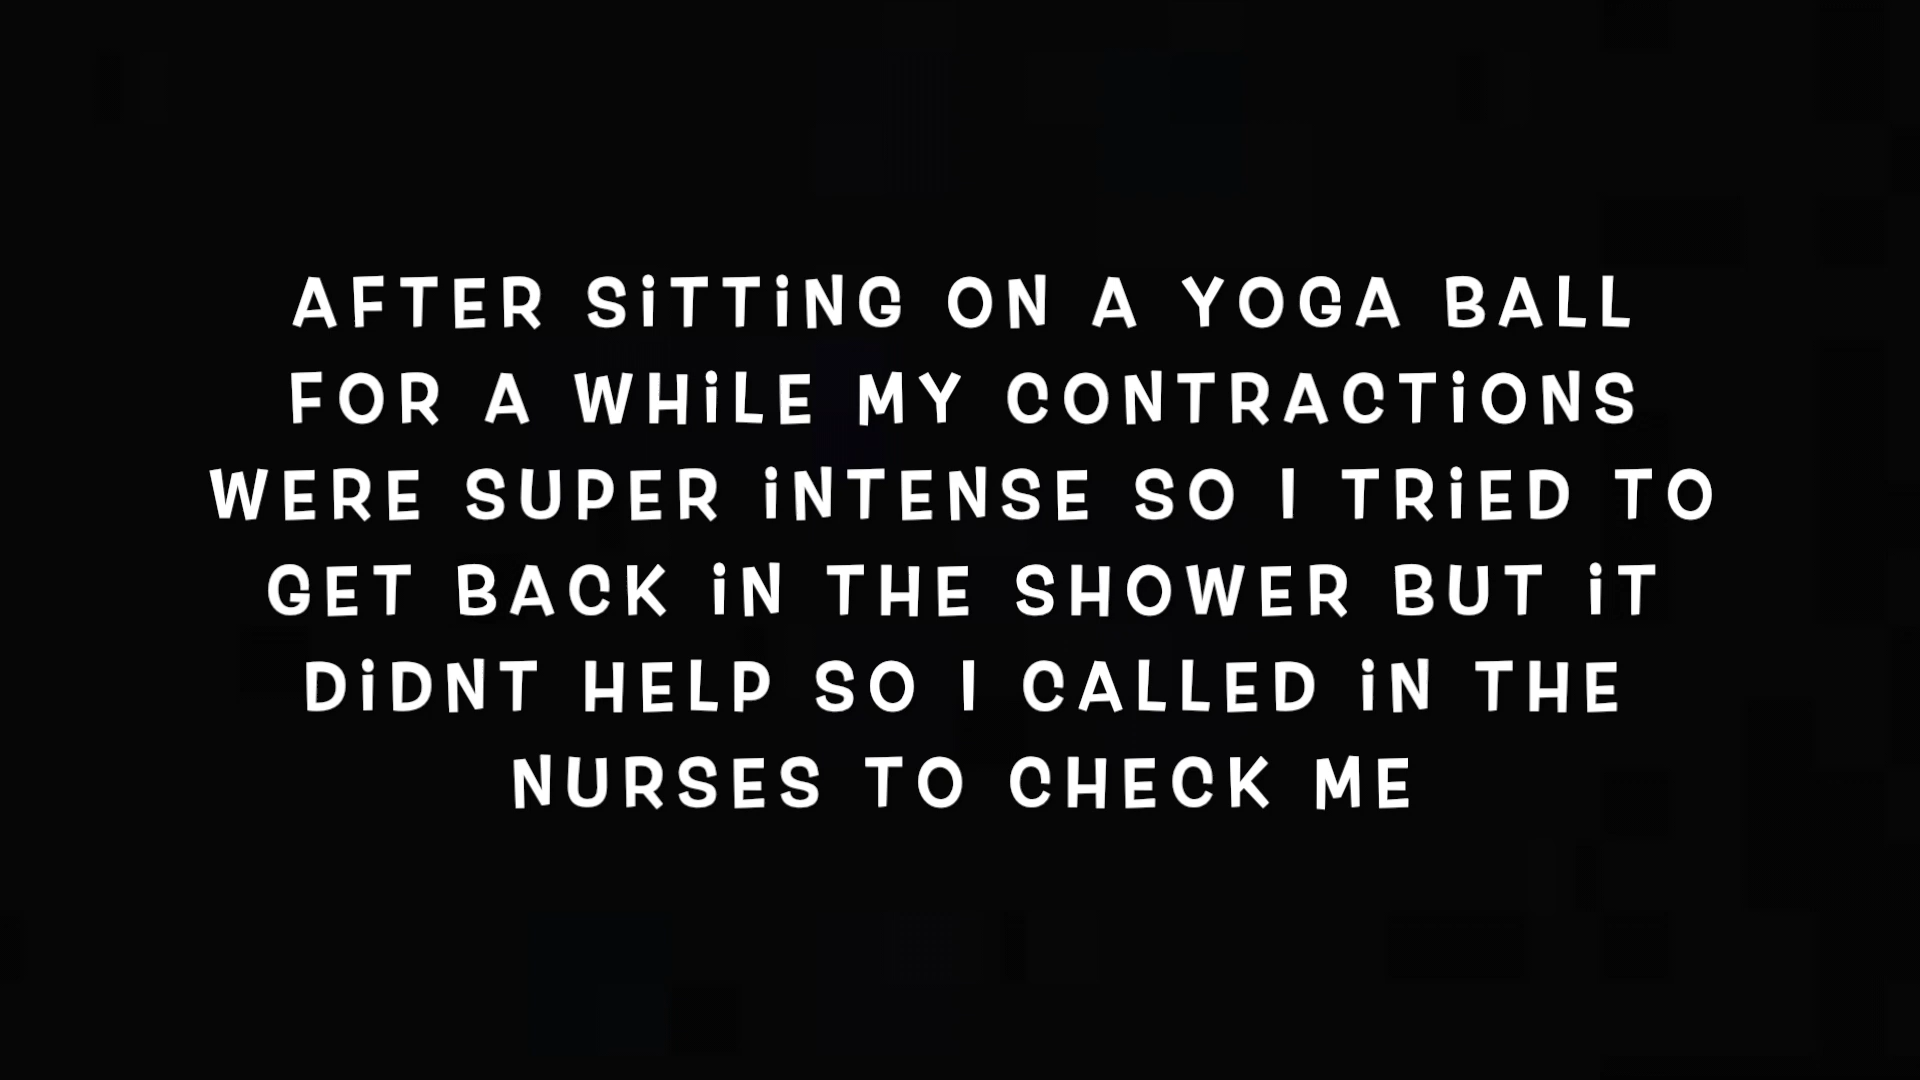 AFTER SiTTiNG ON A YOGA BALL
FOR A WHiLE MY CONTRACTiONS
WERE SUPER iNTENSE SO I TRiED TO
GET BACK iN THE SHOWER BUT iT
DiDNT HELP SO I CALLED iN THE
NURSES TO CHECK ME